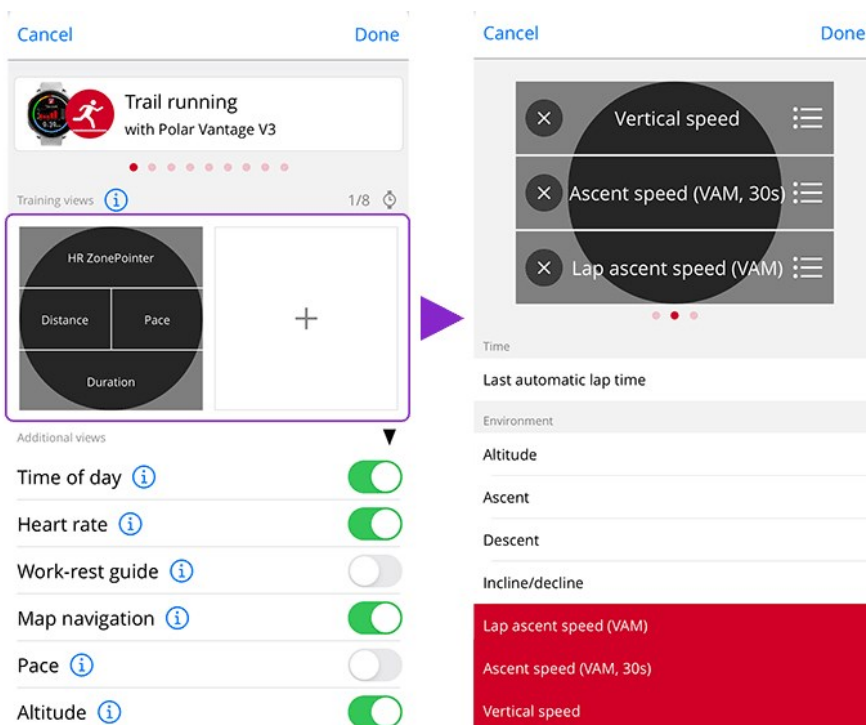 Cancel
Done
Trail running
with Polar Vantage V3
Training views
1/8
HR ZonePointer
Distance
Pace
Duration
+
Additional views
Time of day
Heart rate
Work-rest guide
Map navigation
Pace
Altitude
Cancel
Done
Vertical speed
Ascent speed (VAM, 30s)
Lap ascent speed (VAM)
Time
Last automatic lap time
Environment
Altitude
Ascent
Descent
Incline/decline
Lap ascent speed (VAM)
Ascent speed (VAM, 30s)
Vertical speed